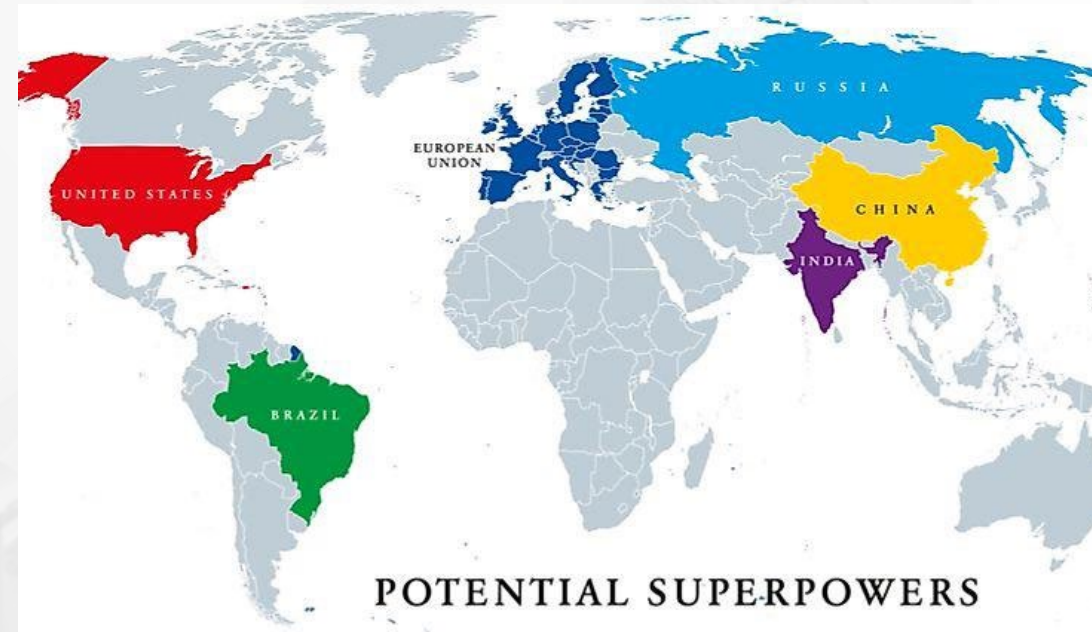 RUSSIA
EUROPEAN
UNION
UNITED STATES
CHINA
INDIA
BRAZIL
POTENTIAL SUPERPOWERS